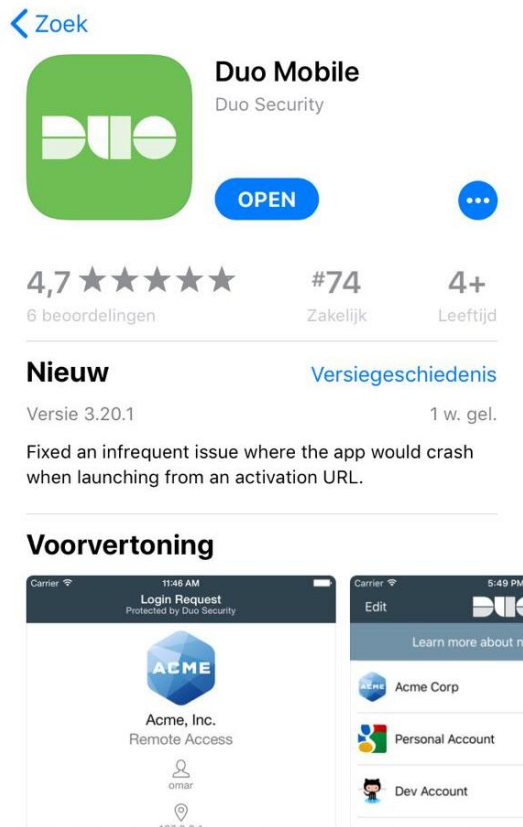 Zoek
DUO
Duo Mobile
Duo Security
OPEN
4,7
#74
4+
6 beoordelingen
Zakelijk
Leeftijd
Nieuw
Versiegeschiedenis
Versie 3.20.1
1 w. gel.
Fixed an infrequent issue where the app would crash
when launching from an activation URL.
Voorvertoning
Carrier
11:46 AM
Login Request
Protected by Duo Security
ACME
Acme, Inc.
Remote Access
omar
Carrier
5:49 PM
Edit
Learn more about
ACME
Acme Corp
Personal Account
Dev Account